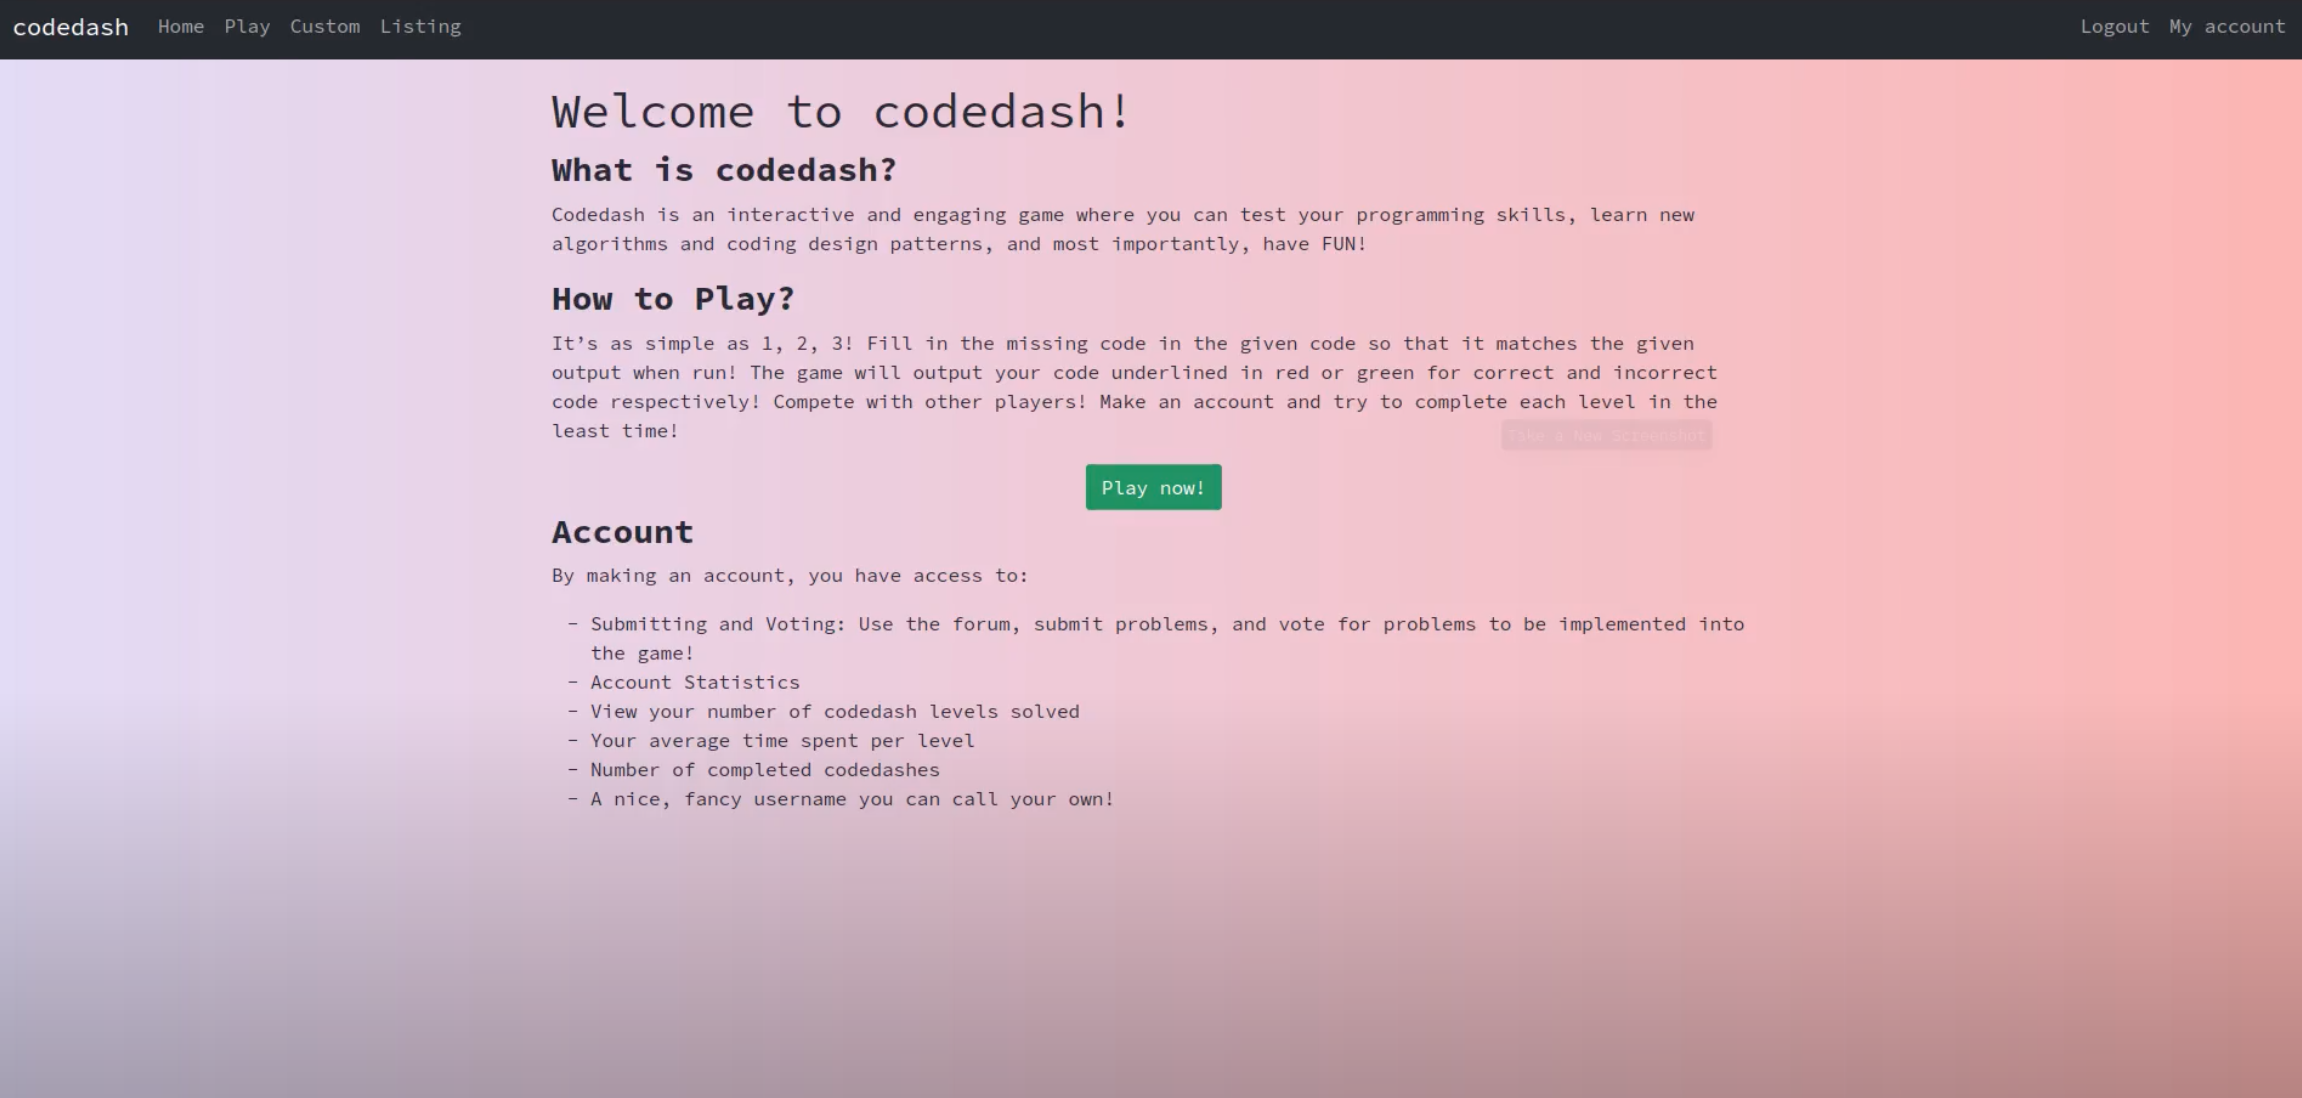 codedash Home Play Custom Listing Logout My account
Welcome to codedash!
What is codedash?
Codedash is an interactive and engaging game where you can test your programming skills, learn new
algorithms and coding design patterns, and most importantly, have FUN!
How to Play?
It’s as simple as 1, 2, 3! Fill in the missing code in the given code so that it matches the given
output when run! The game will output your code underlined in red or green for correct and incorrect
code respectively! Compete with other players! Make an account and try to complete each level in the
least time!
Take a New Screenshot
Play now!
Account
By making an account, you have access to:
- Submitting and Voting: Use the forum, submit problems, and vote for problems to be implemented into
the game!
- Account Statistics
- View your number of codedash levels solved
- Your average time spent per level
- Number of completed codedashes
- A nice, fancy username you can call your own!